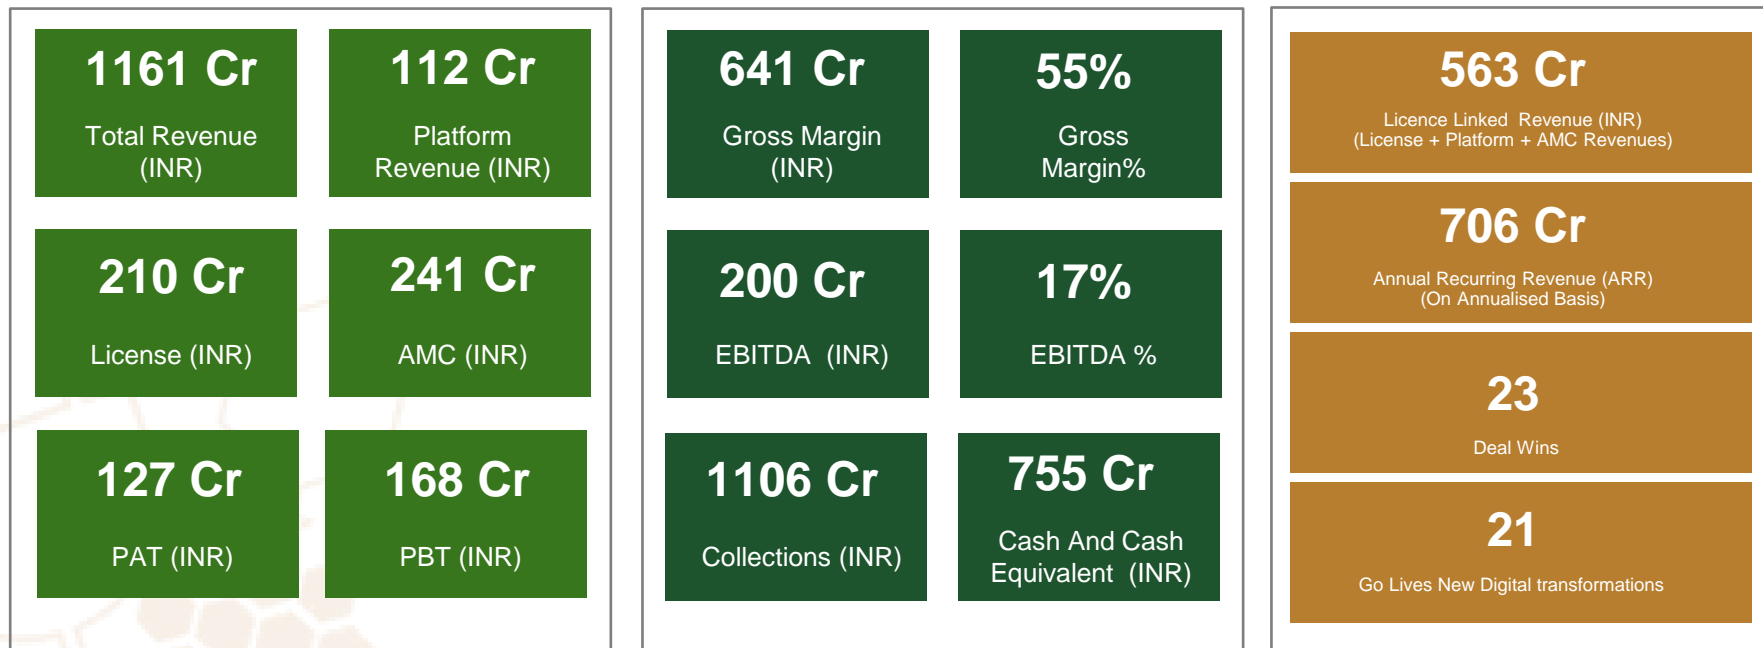 1161 Cr
Total Revenue
(INR)
112 Cr
Platform
Revenue (INR)
210 Cr
License (INR)
241 Cr
AMC (INR)
127 Cr
PAT (INR)
168 Cr
PBT (INR)
641 Cr
Gross Margin
(INR)
55%
Gross
Margin%
200 Cr
EBITDA (INR)
17%
EBITDA %
1106 Cr
Collections (INR)
755 Cr
Cash And Cash
Equivalent (INR)
563 Cr
Licence Linked Revenue (INR)
(License + Platform + AMC Revenues)
706 Cr
Annual Recurring Revenue (ARR)
(On Annualised Basis)
23
Deal Wins
21
Go Lives New Digital transformations